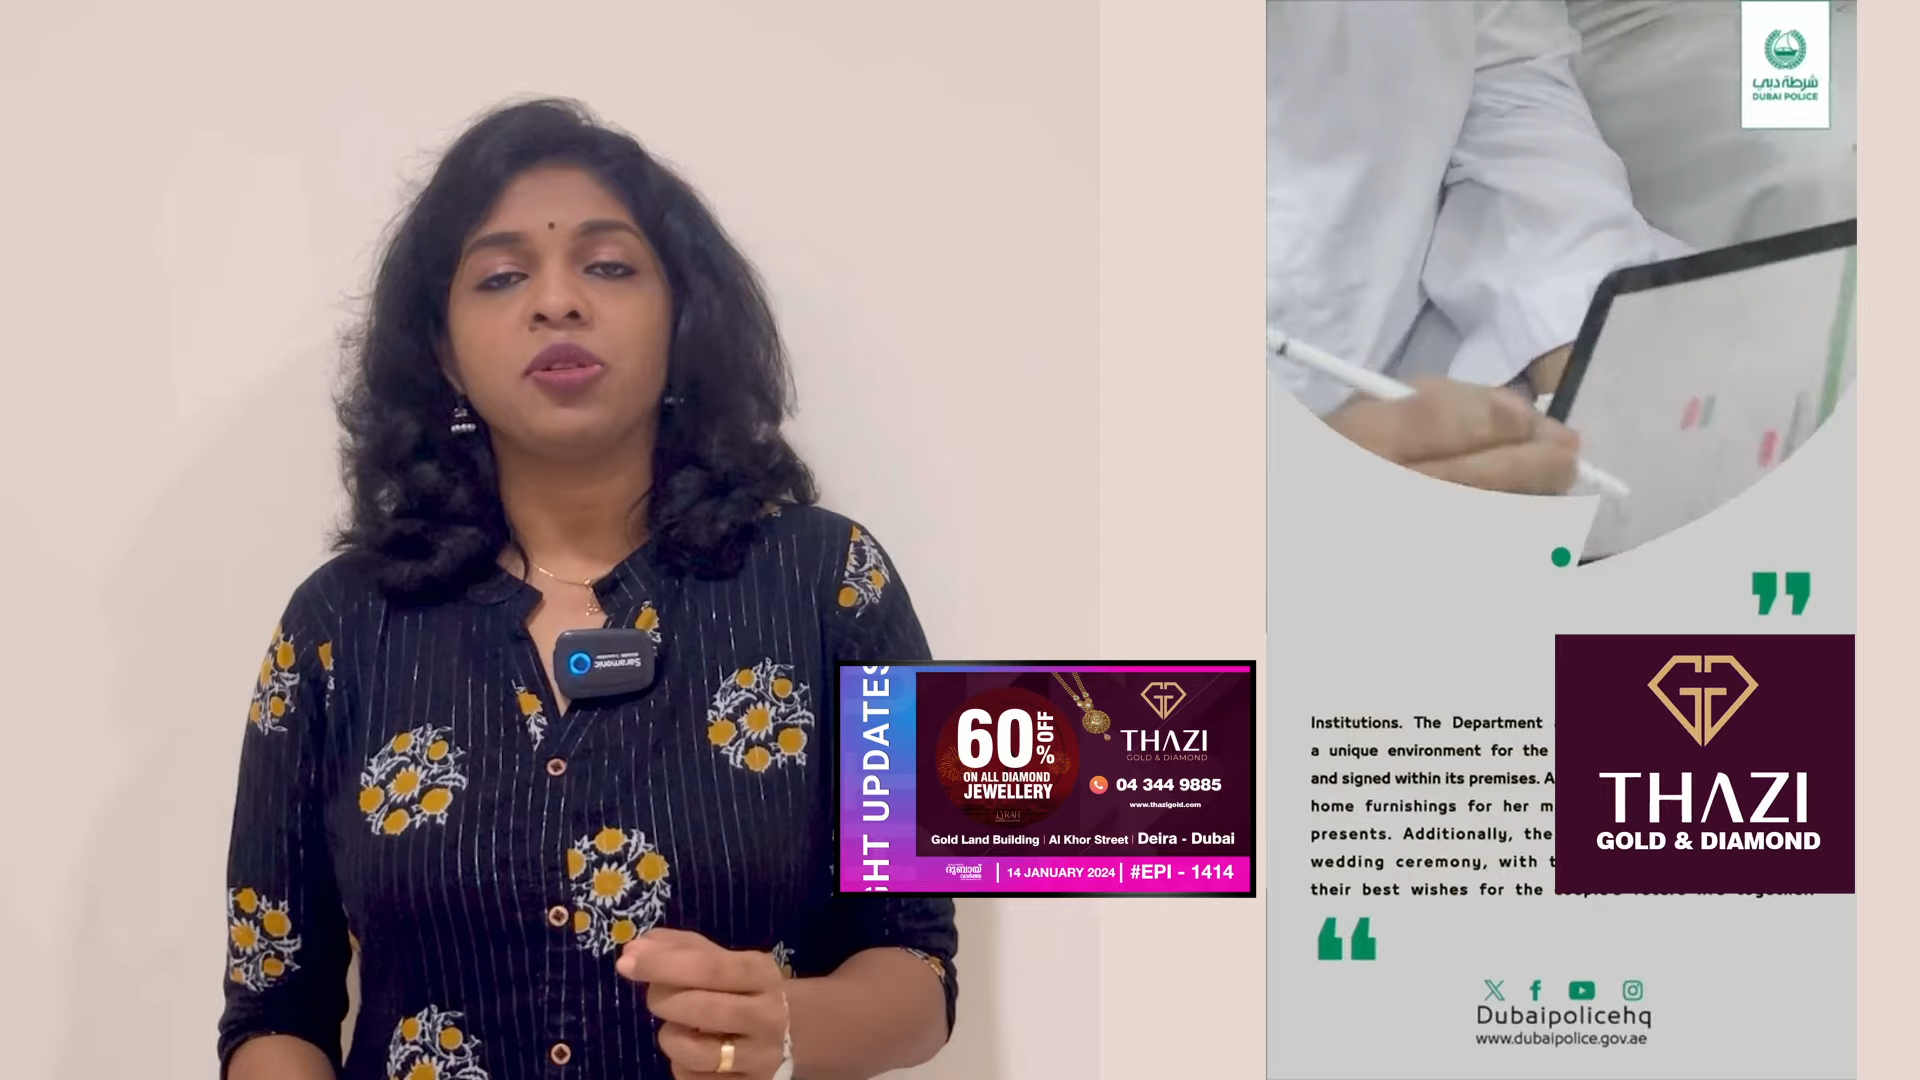 شرطة دبي
DUBAI POLICE
Saramonic
HT UPDATES
60% OFF
ON ALL DIAMOND
JEWELLERY
THAZI
GOLD & DIAMOND
04 344 9885
www.thazigold.com
Gold Land Building | Al Khor Street | Deira - Dubai
ദുബായ്
വാർത്ത
14 JANUARY 2024 | #EPI - 1414
”
Institutions. The Department
a unique environment for the
and signed within its premises. A
home furnishings for her m
presents. Additionally, the
wedding ceremony, with t
their best wishes for the
THAZI
GOLD & DIAMOND
“
Dubaipolicehq
www.dubaipolice.gov.ae